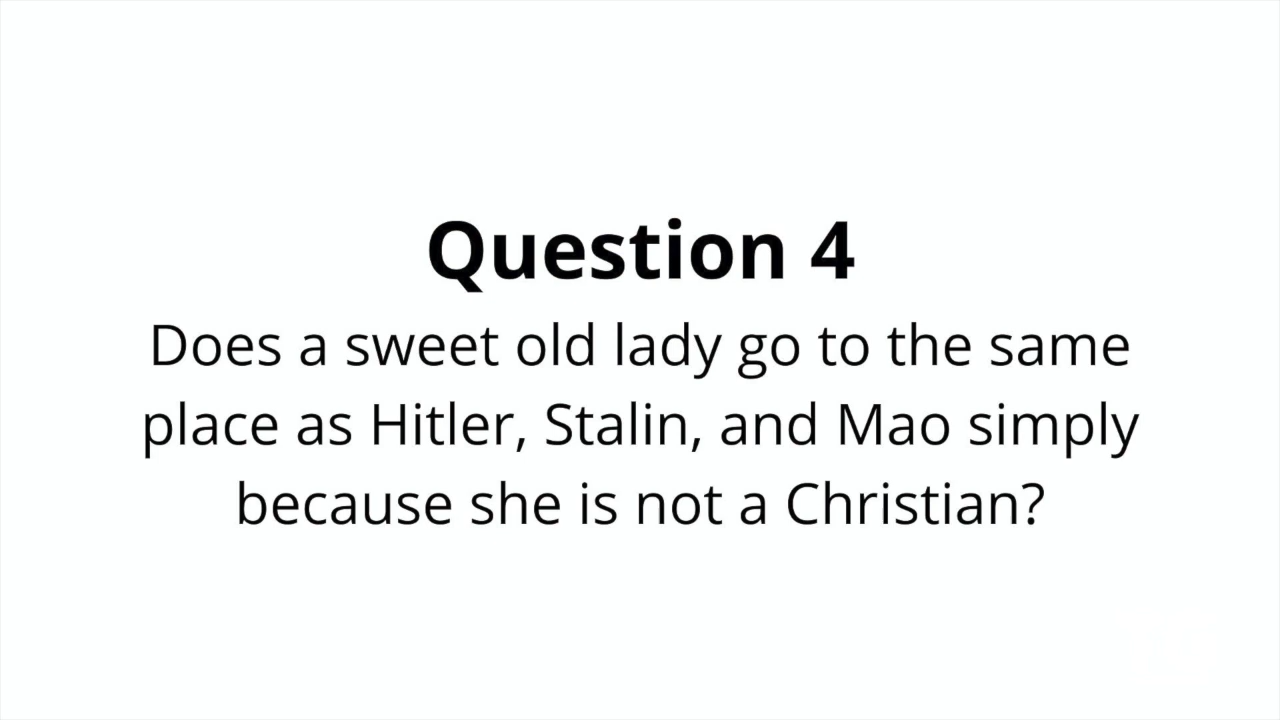 Question 4
Does a sweet old lady go to the same
place as Hitler, Stalin, and Mao simply
because she is not a Christian?